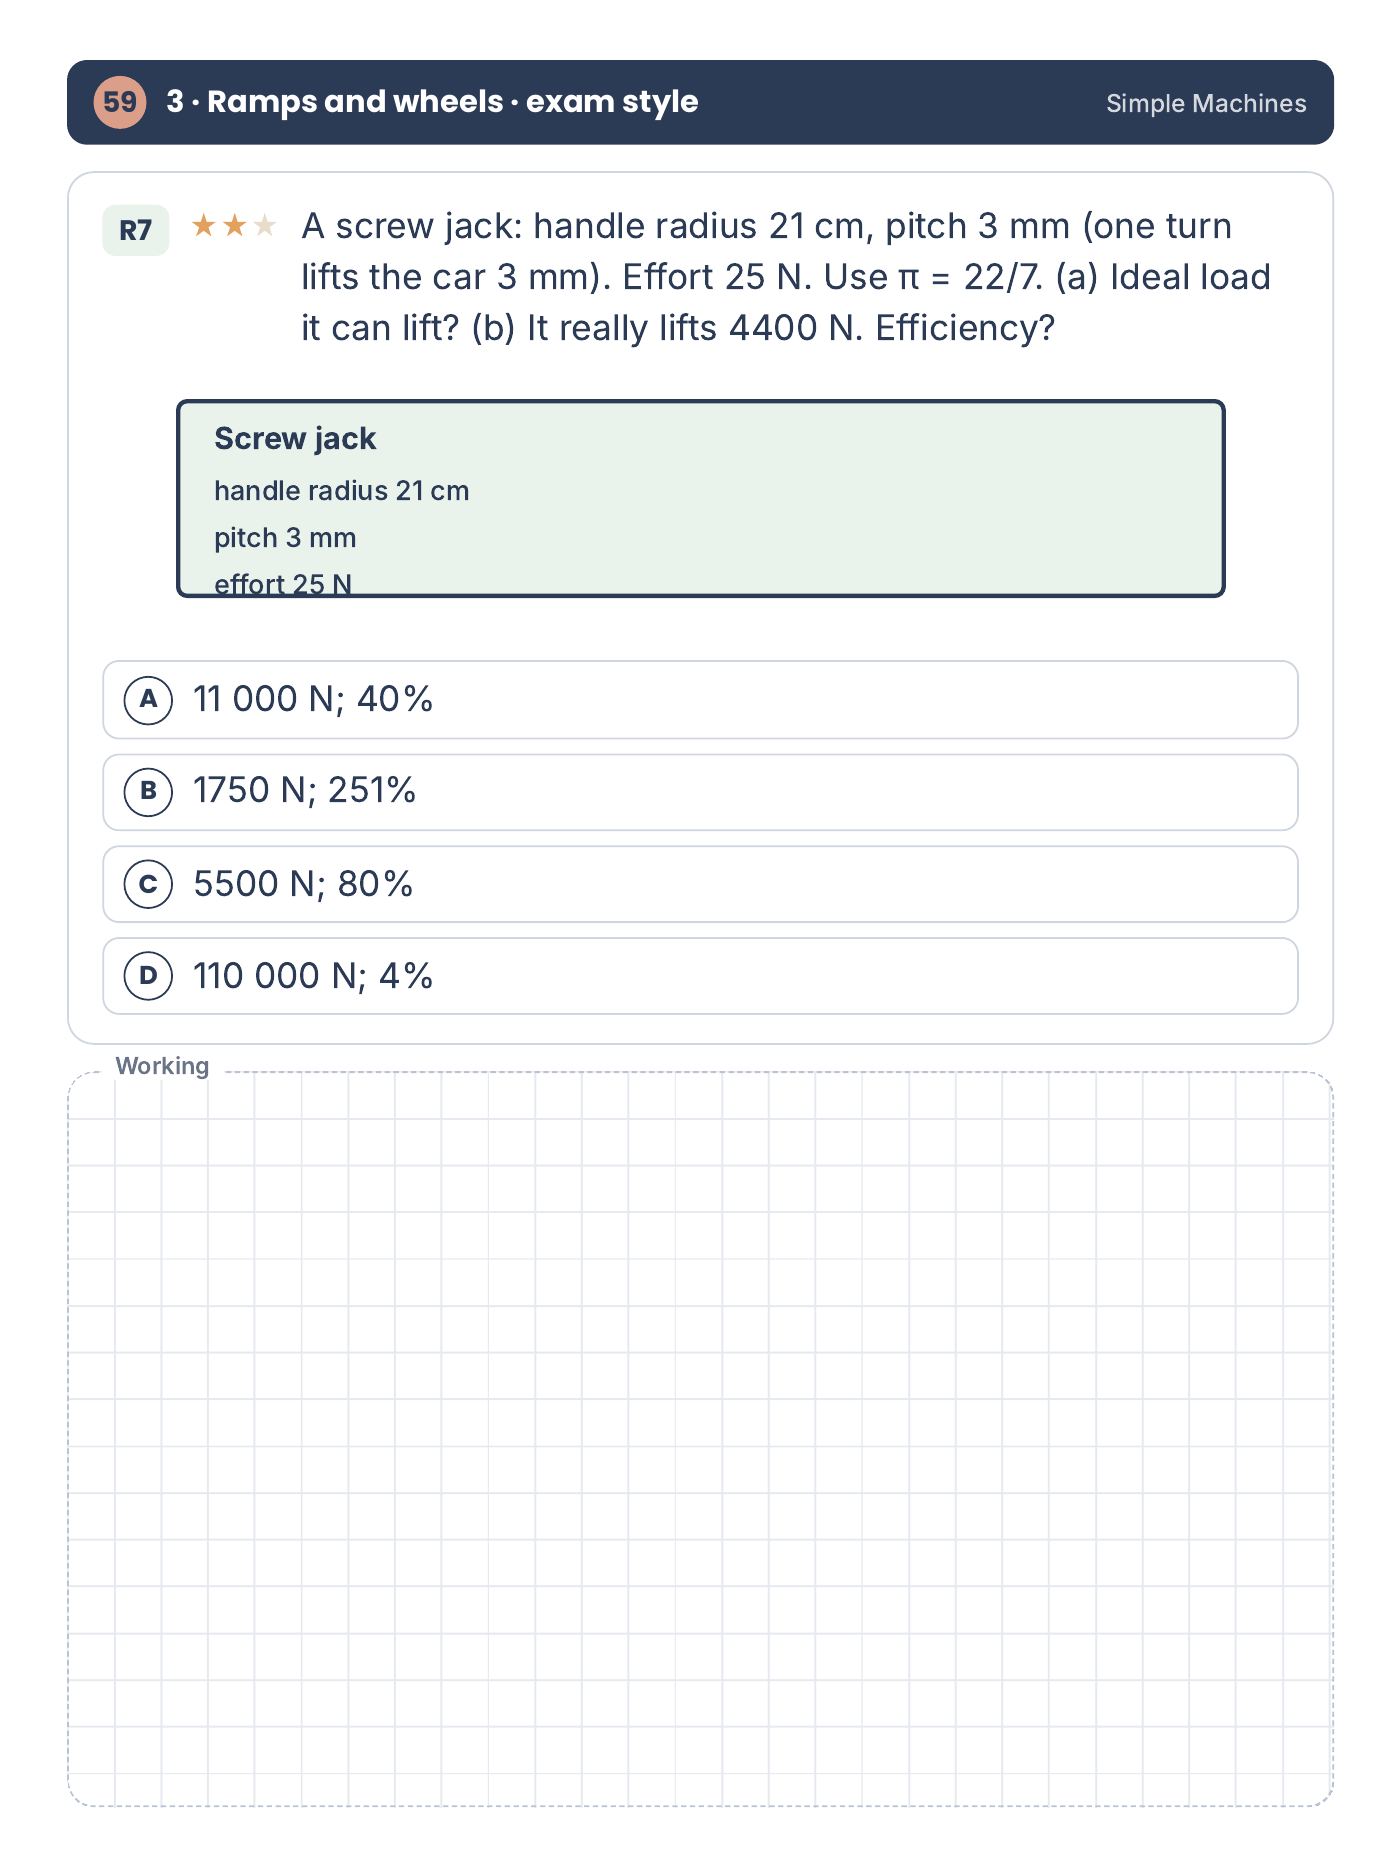 59 3 · Ramps and wheels · exam style Simple Machines
R7 ★★★ A screw jack: handle radius 21 cm, pitch 3 mm (one turn
lifts the car 3 mm). Effort 25 N. Use π = 22/7. (a) Ideal load
it can lift? (b) It really lifts 4400 N. Efficiency?
Screw jack
handle radius 21 cm
pitch 3 mm
effort 25 N
A 11 000 N; 40%
B 1750 N; 251%
C 5500 N; 80%
D 110 000 N; 4%
Working